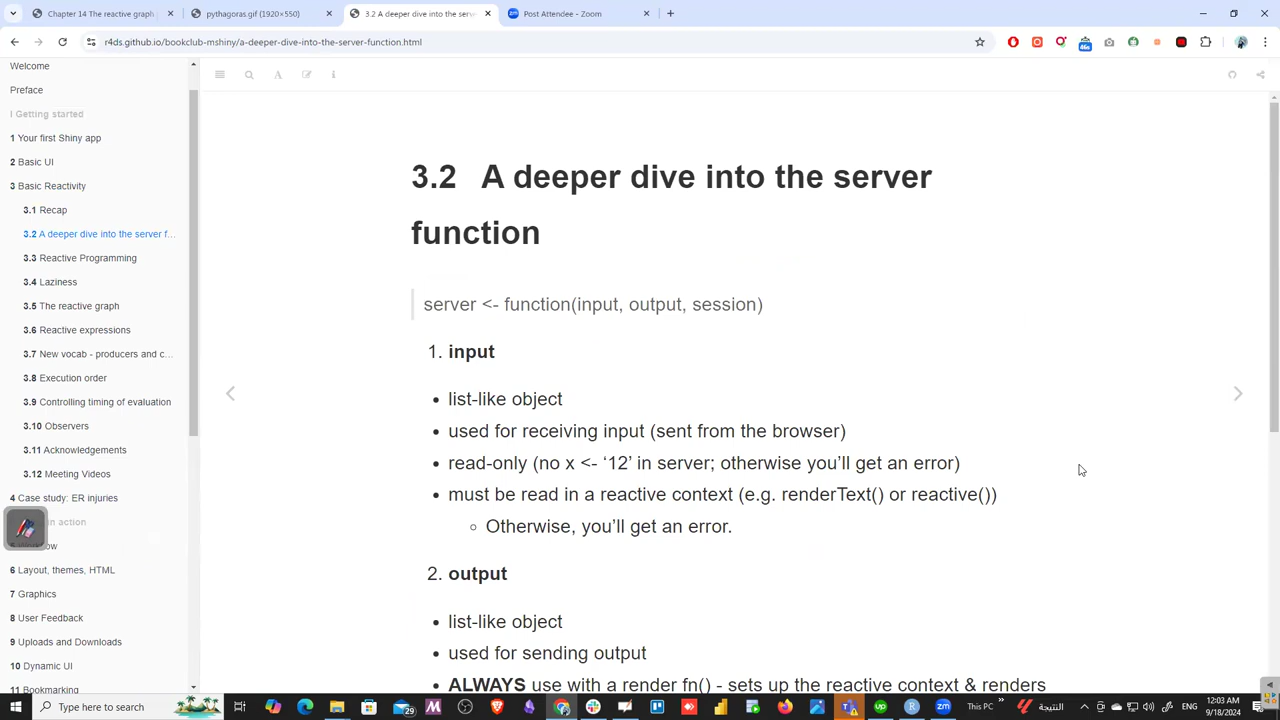 Chapter 14 The reactive graph
pythagoras.gif (1920×550)
3.2 A deeper dive into the server
Post Attendee - Zoom
r4ds.github.io/bookclub-mshiny/a-deeper-dive-into-the-server-function.html
Welcome
Preface
I Getting started
1 Your first Shiny app
2 Basic UI
3 Basic Reactivity
3.1 Recap
3.2 A deeper dive into the server f...
3.3 Reactive Programming
3.4 Laziness
3.5 The reactive graph
3.6 Reactive expressions
3.7 New vocab - producers and c...
3.8 Execution order
3.9 Controlling timing of evaluation
3.10 Observers
3.11 Acknowledgements
3.12 Meeting Videos
4 Case study: ER injuries
in action
6 Layout, themes, HTML
7 Graphics
8 User Feedback
9 Uploads and Downloads
10 Dynamic UI
11 Bookmarking
3.2 A deeper dive into the server
function
server <- function(input, output, session)
1. input
• list-like object
• used for receiving input (sent from the browser)
• read-only (no x <- ‘12’ in server; otherwise you’ll get an error)
• must be read in a reactive context (e.g. renderText() or reactive())
◦ Otherwise, you’ll get an error.
2. output
• list-like object
• used for sending output
• ALWAYS use with a render fn() - sets up the reactive context & renders
Type here to search
29
This PC
النتيجة
12:03 AM
9/18/2024